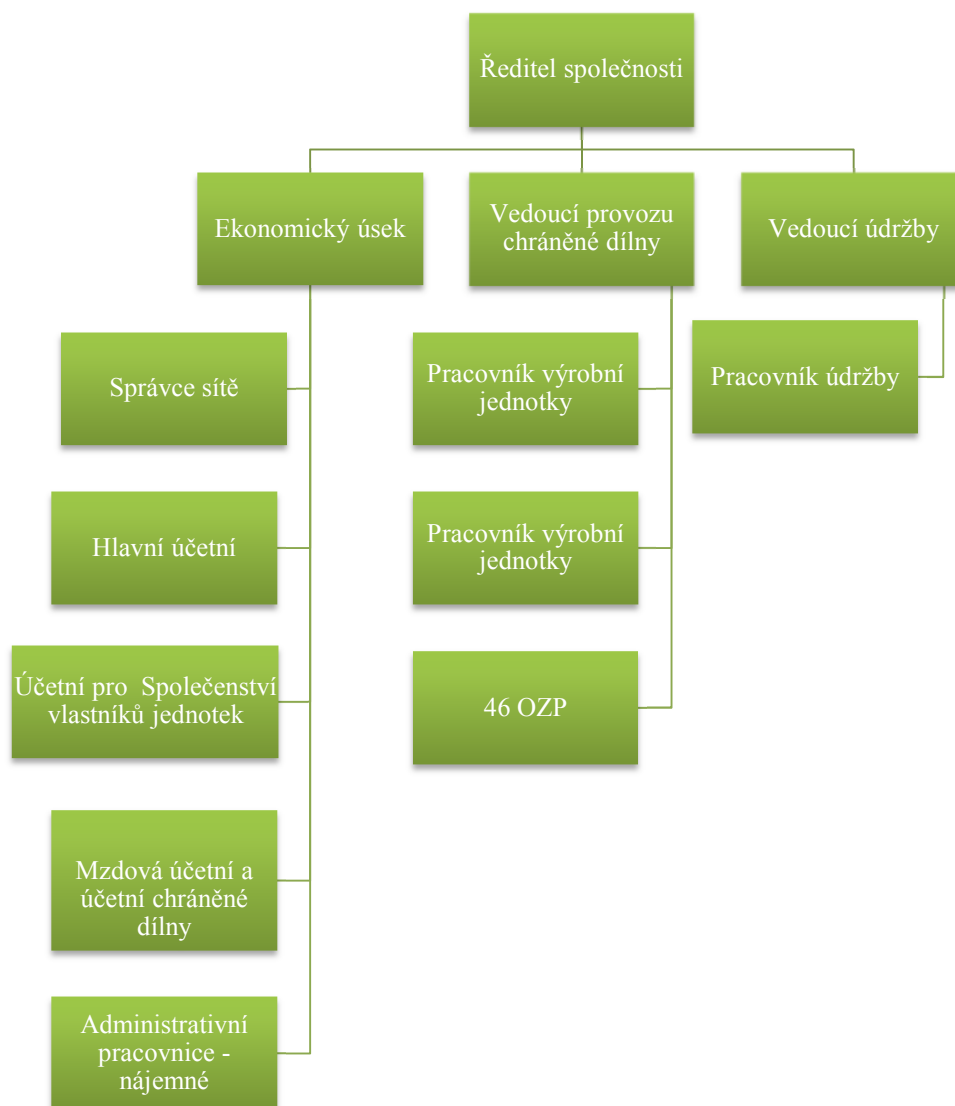 Ředitel společnosti
Ekonomický úsek
Vedoucí provozu
chráněné dílny
Vedoucí údržby
Správce sítě
Hlavní účetní
Účetní pro  Společenství
vlastníků jednotek
Mzdová účetní a
účetní chráněné
dílny
Administrativní
pracovnice -
nájemné
Pracovník výrobní
jednotky
Pracovník výrobní
jednotky
46 OZP
Pracovník údržby